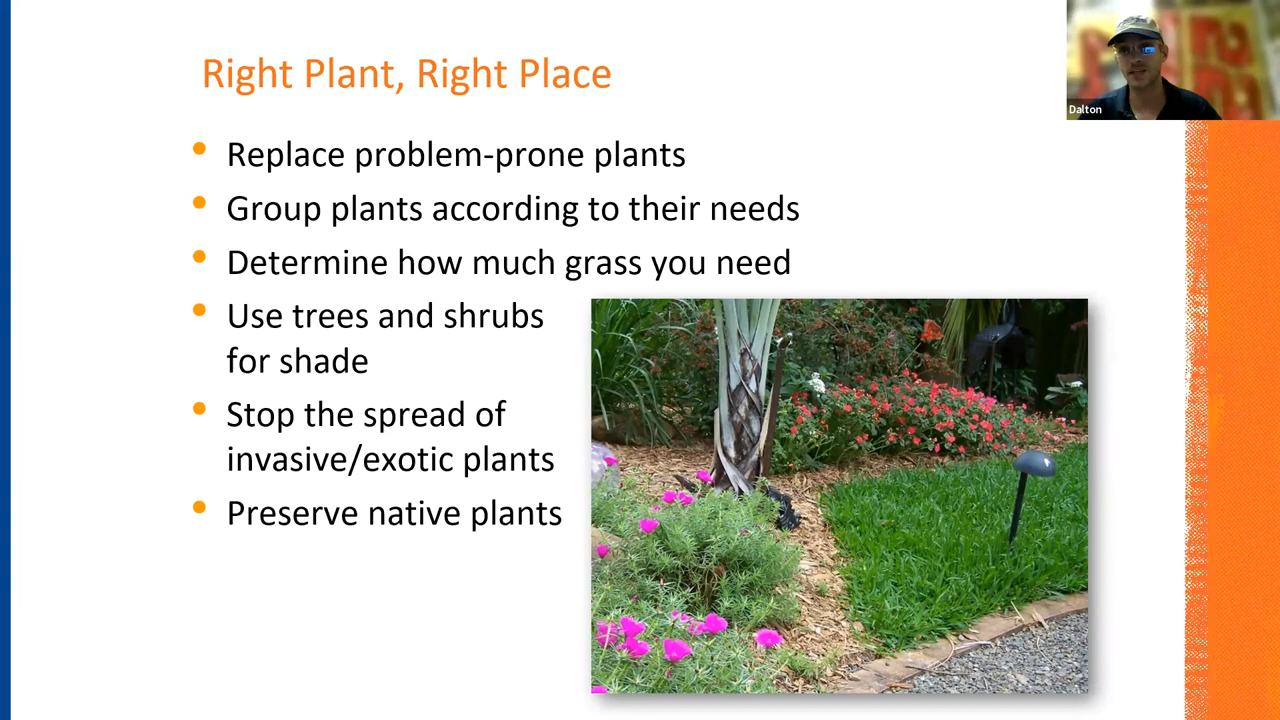 Right Plant, Right Place
Dalton
• Replace problem-prone plants
• Group plants according to their needs
• Determine how much grass you need
• Use trees and shrubs
for shade
• Stop the spread of
invasive/exotic plants
• Preserve native plants